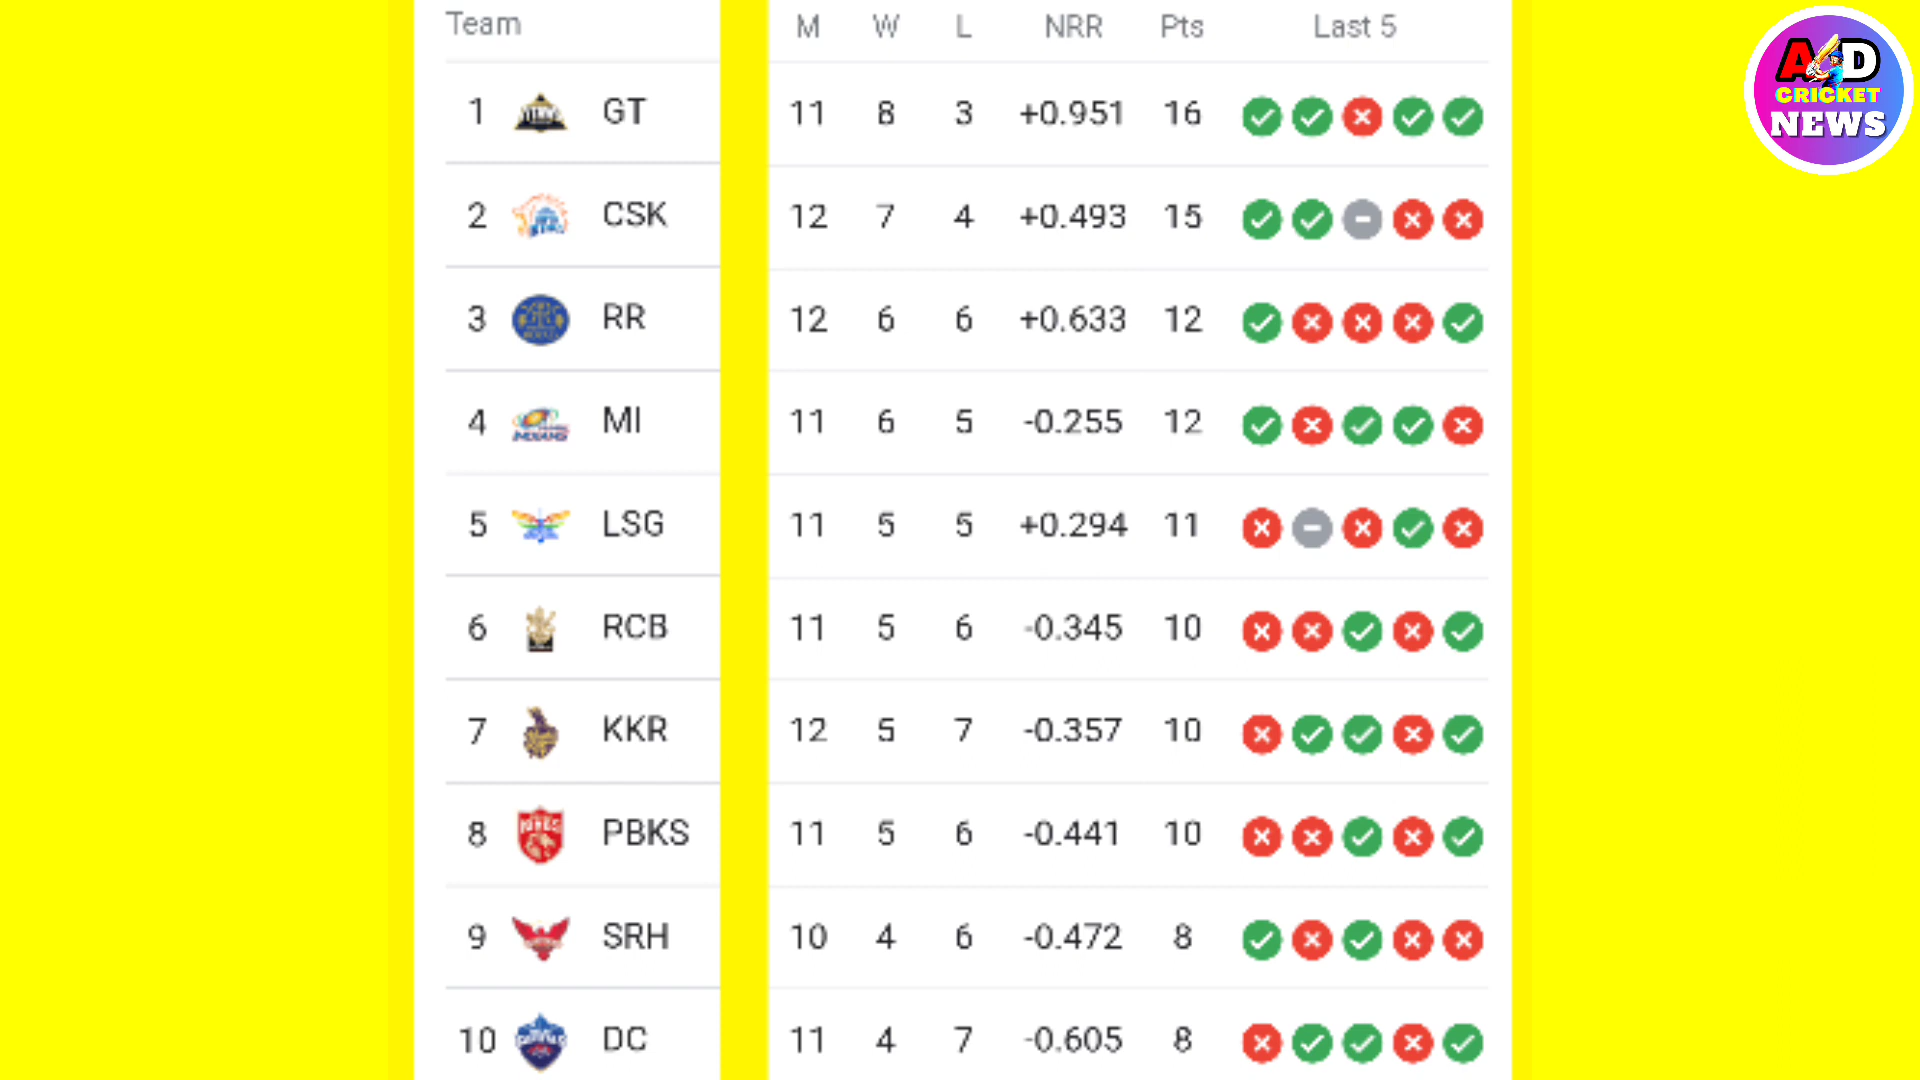 Team M W L NRR Pts Last 5
1 GT 11 8 3 +0.951 16
2 CSK 12 7 4 +0.493 15
3 RR 12 6 6 +0.633 12
4 MI 11 6 5 -0.255 12
5 LSG 11 5 5 +0.294 11
6 RCB 11 5 6 -0.345 10
7 KKR 12 5 7 -0.357 10
8 PBKS 11 5 6 -0.441 10
9 SRH 10 4 6 -0.472 8
10 DC 11 4 7 -0.605 8
A D
CRICKET
NEWS